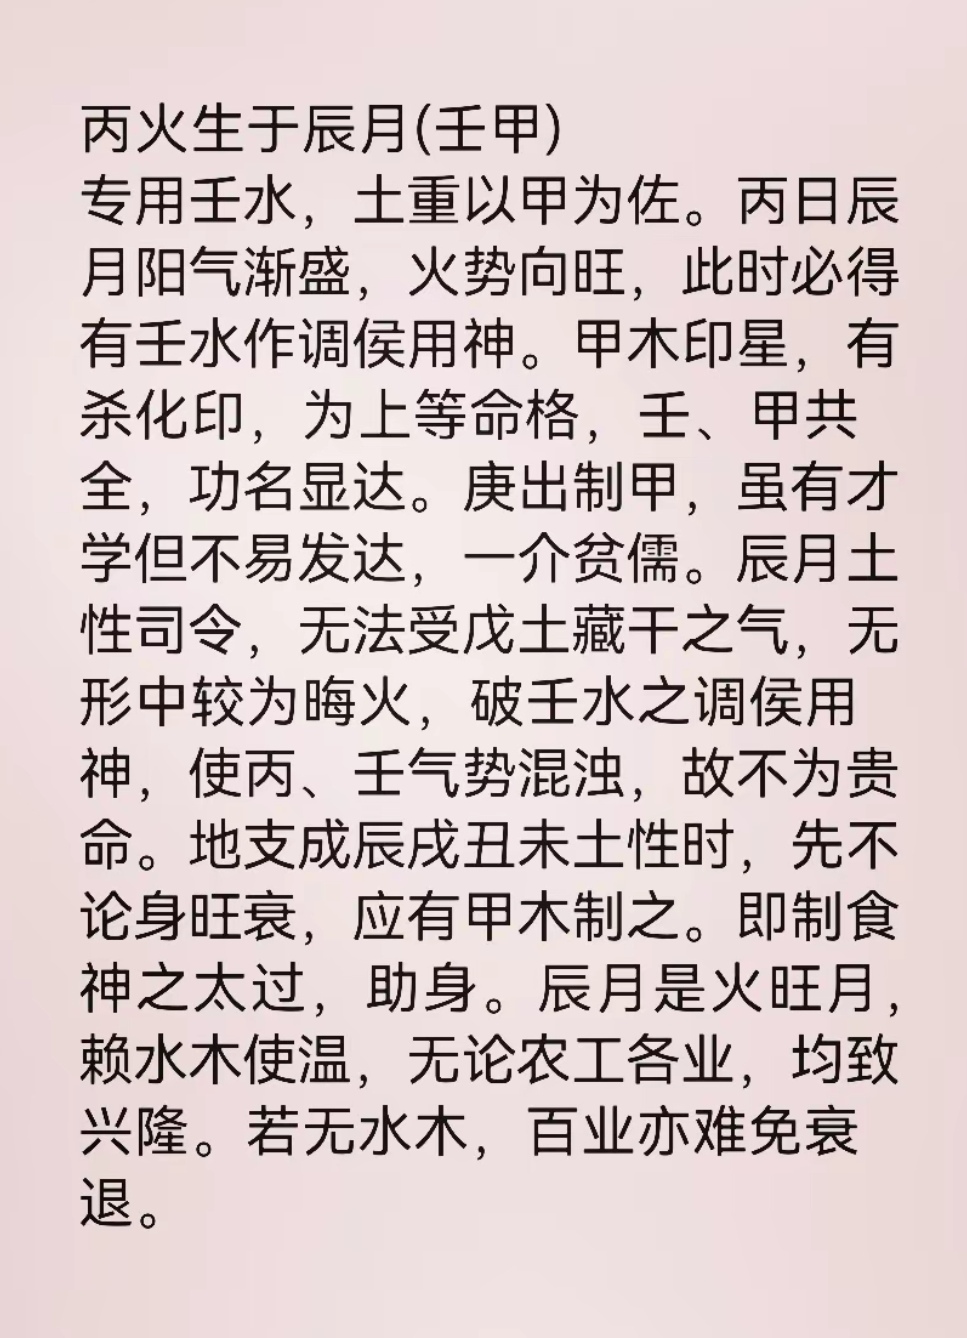 丙火生于辰月(壬甲)
专用壬水，土重以甲为佐。丙日辰
月阳气渐盛，火势向旺，此时必得
有壬水作调侯用神。甲木印星，有
杀化印，为上等命格，壬、甲共
全，功名显达。庚出制甲，虽有才
学但不易发达，一介贫儒。辰月土
性司令，无法受戊土藏干之气，无
形中较为晦火，破壬水之调侯用
神，使丙、壬气势混浊，故不为贵
命。地支成辰戌丑未土性时，先不
论身旺衰，应有甲木制之。即制食
神之太过，助身。辰月是火旺月，
赖水木使温，无论农工各业，均致
兴隆。若无水木，百业亦难免衰
退。